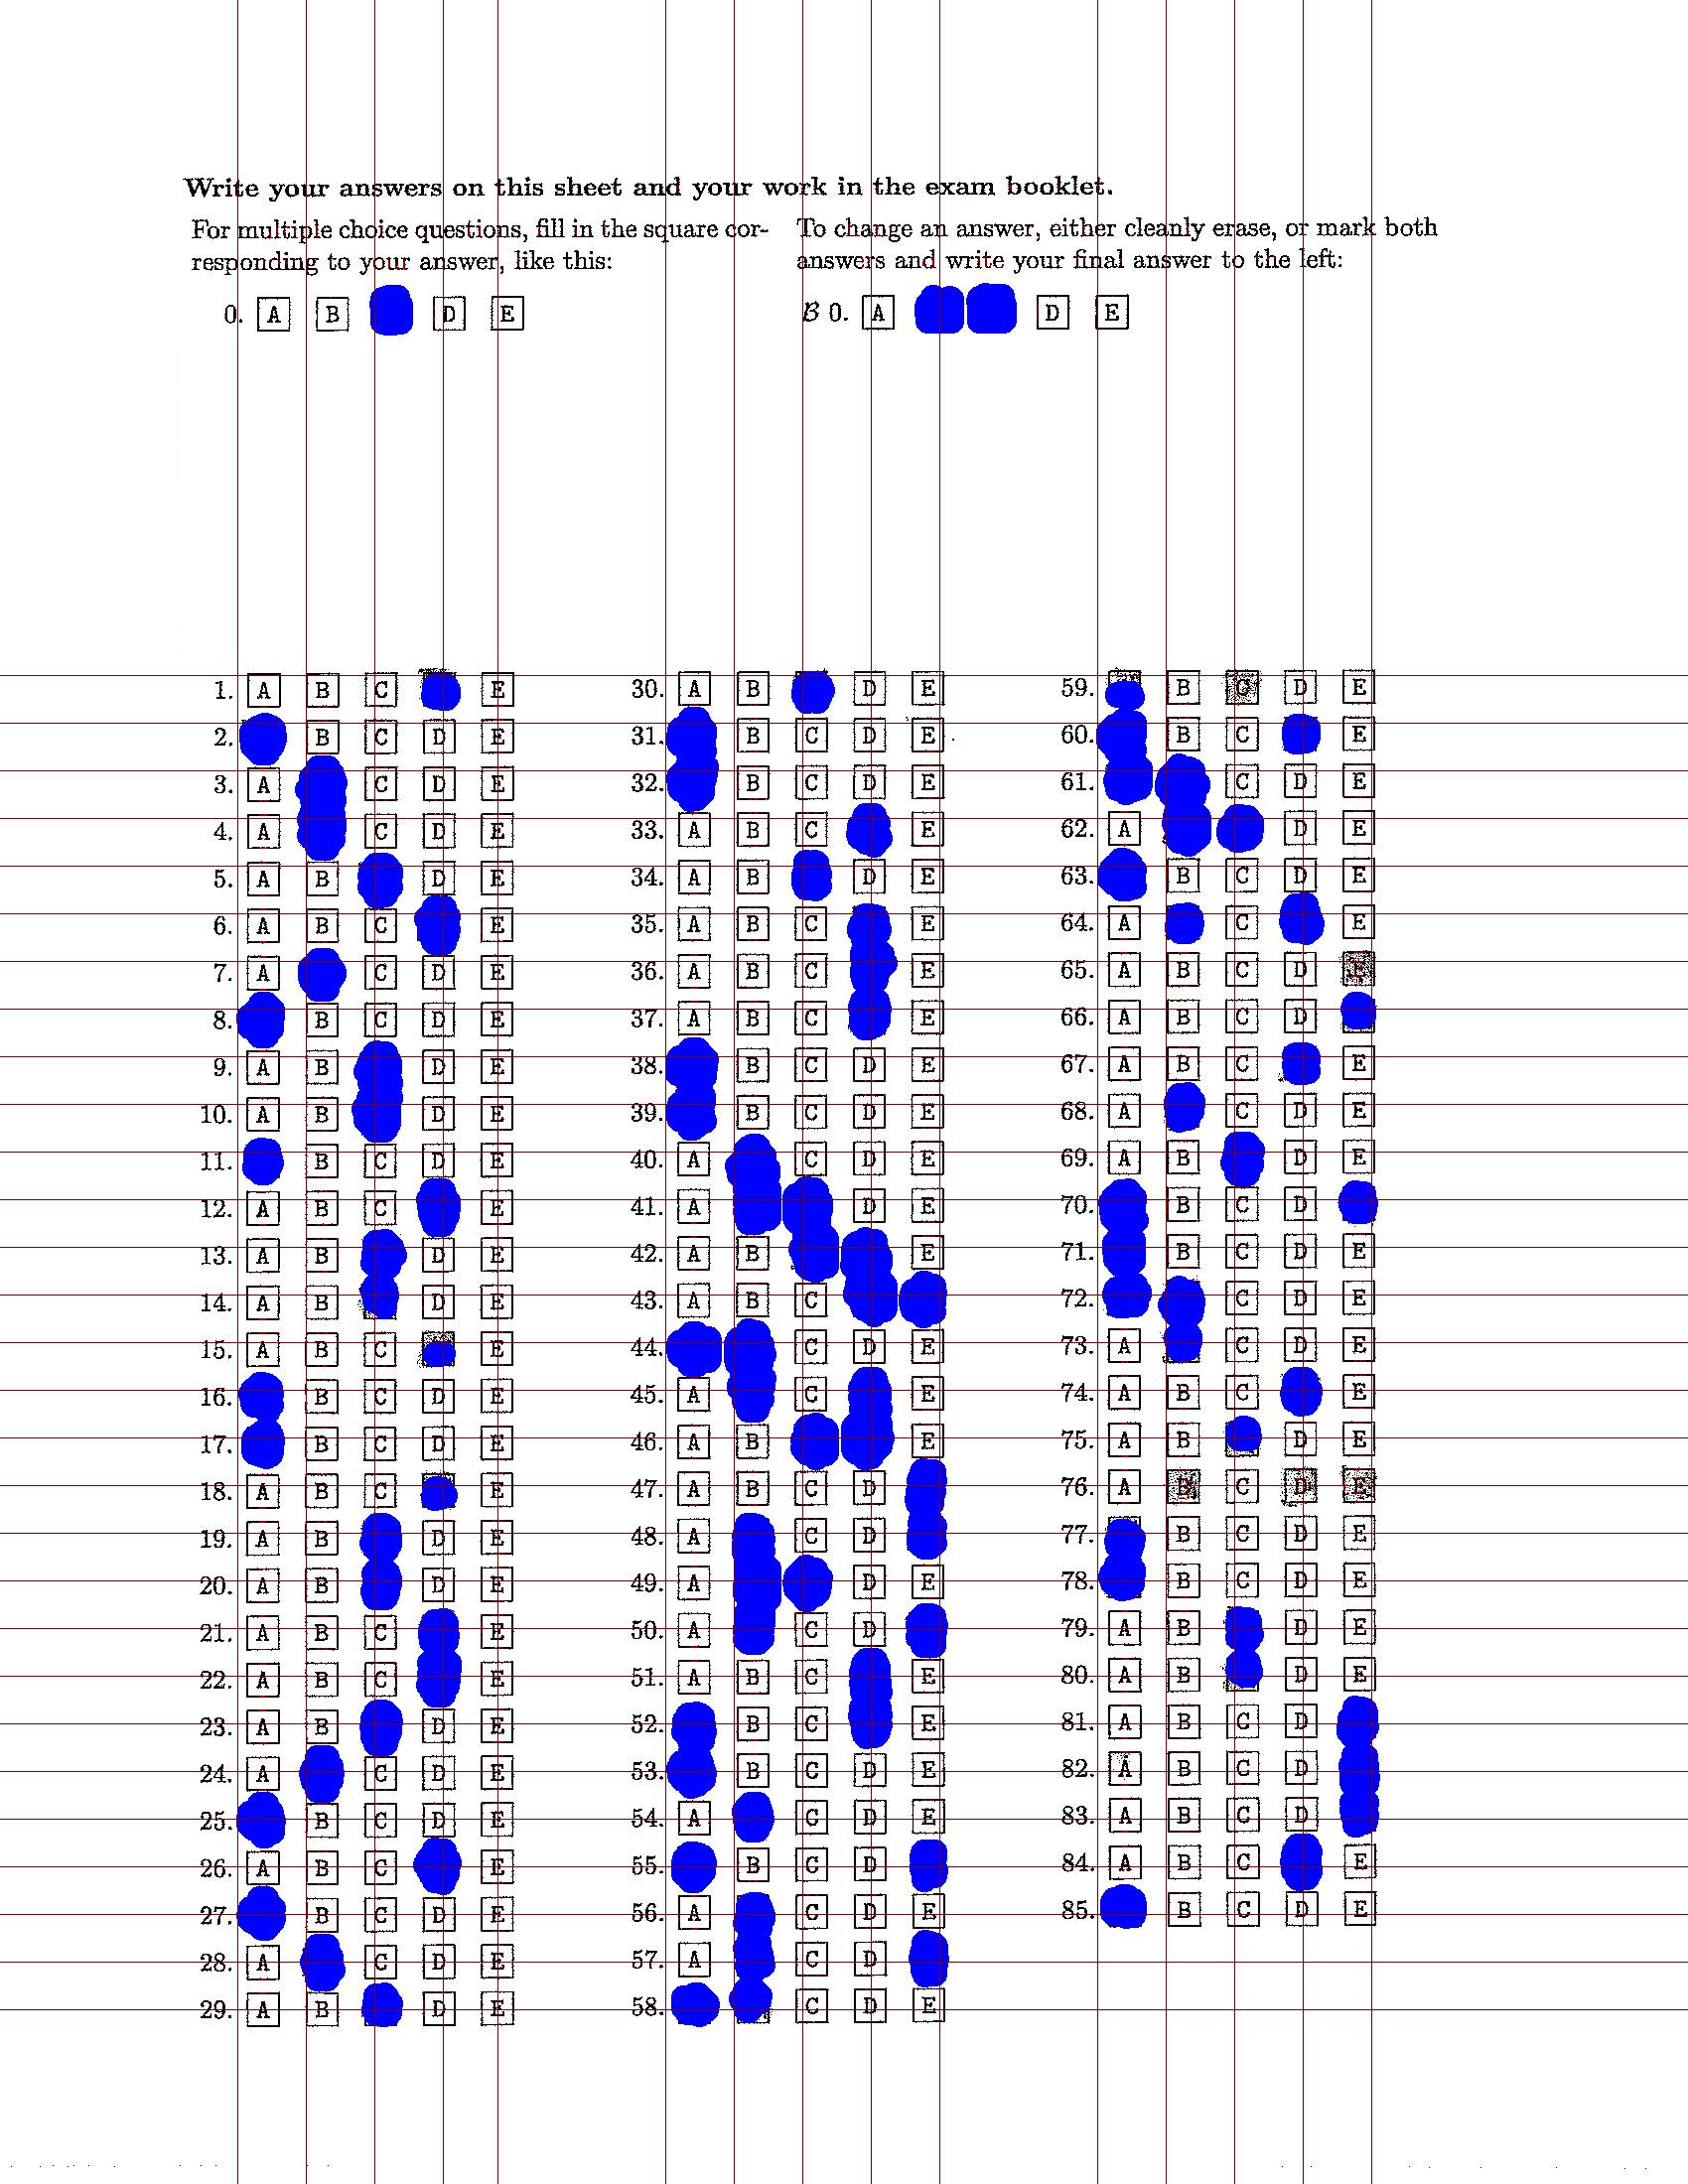 Write your answers on this sheet and your work in the exam booklet.
For multiple choice questions, fill in the square cor-
responding to your answer, like this:
To change an answer, either cleanly erase, or mark both
answers and write your final answer to the left:
0. A B D E
B 0. A D E
1. A B C E
2. B C D E
3. A C D E
4. A C D E
5. A B D E
6. A B C E
7. A C D E
8. B C D E
9. A B D E
10. A B D E
11. B C D E
12. A B C E
13. A B D E
14. A B D E
15. A B C E
16. B C D E
17. B C D E
18. A B C E
19. A B D E
20. A B D E
21. A B C E
22. A B C E
23. A B D E
24. A C D E
25. B C D E
26. A B C E
27. B C D E
28. A C D E
29. A B D E
30. A B D E
31. B C D E
32. B C D E
33. A B C E
34. A B D E
35. A B C E
36. A B C E
37. A B C E
38. B C D E
39. B C D E
40. A C D E
41. A D E
42. A B E
43. A B C
44. C D E
45. A C E
46. A B E
47. A B C D
48. A C D
49. A D E
50. A C D
51. A B C E
52. B C E
53. B C D E
54. A C D E
55. B C D
56. A C D E
57. A C D
58. C D E
59. B C D E
60. B C E
61. C D E
62. A D E
63. B C D E
64. A C E
65. A B C D E
66. A B C D
67. A B C E
68. A C D E
69. A B D E
70. B C D
71. B C D E
72. C D E
73. A C D E
74. A B C E
75. A B D E
76. A B C D E
77. B C D E
78. B C D E
79. A B D E
80. A B D E
81. A B C D
82. A B C D
83. A B C D
84. A B C E
85. B C D E